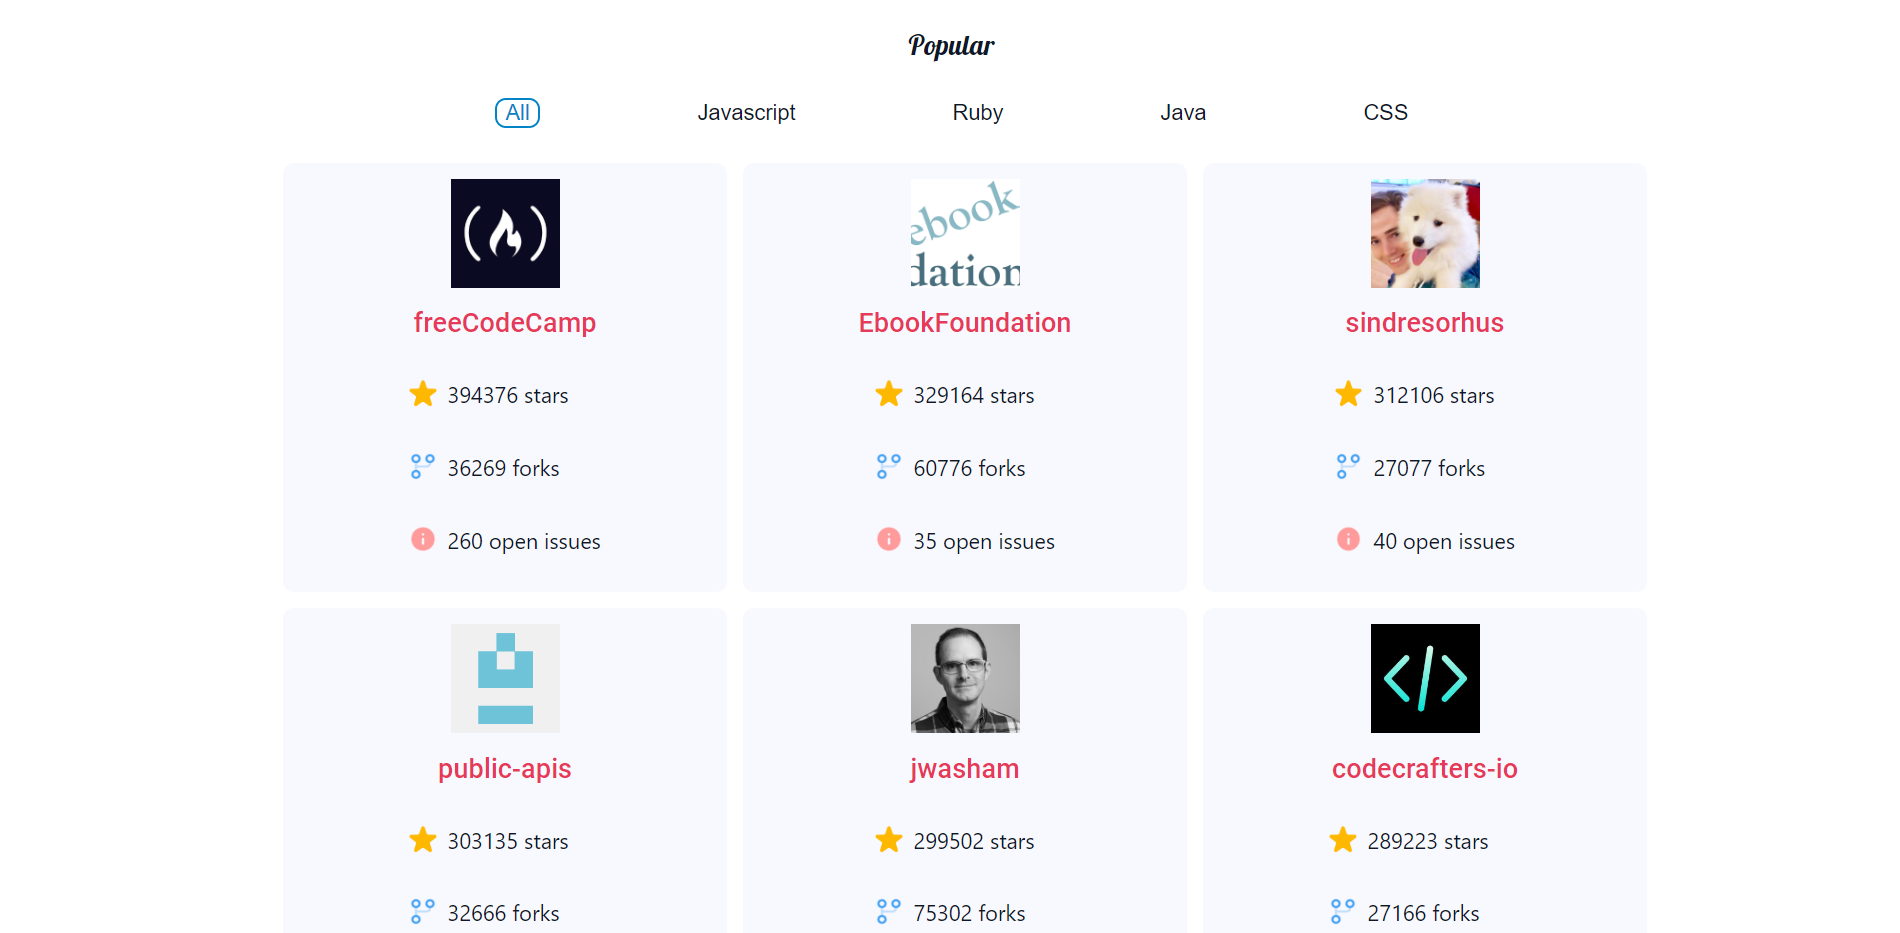 Popular
All Javascript Ruby Java CSS
ebook
dation
freeCodeCamp EbookFoundation sindresorhus
394376 stars 329164 stars 312106 stars
36269 forks 60776 forks 27077 forks
260 open issues 35 open issues 40 open issues
public-apis jwasham codecrafters-io
303135 stars 299502 stars 289223 stars
32666 forks 75302 forks 27166 forks